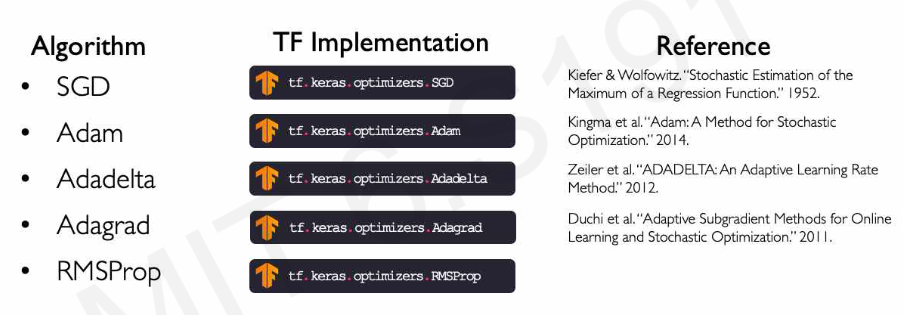 Algorithm
TF Implementation
Reference
• SGD
tf.keras.optimizers.SGD
Kiefer & Wolfowitz. “Stochastic Estimation of the
Maximum of a Regression Function.” 1952.
• Adam
tf.keras.optimizers.Adam
Kingma et al. “Adam: A Method for Stochastic
Optimization.” 2014.
• Adadelta
tf.keras.optimizers.Adadelta
Zeiler et al. “ADADELTA: An Adaptive Learning Rate
Method.” 2012.
• Adagrad
tf.keras.optimizers.Adagrad
Duchi et al. “Adaptive Subgradient Methods for Online
Learning and Stochastic Optimization.” 2011.
• RMSProp
tf.keras.optimizers.RMSProp
MIT 6.S191